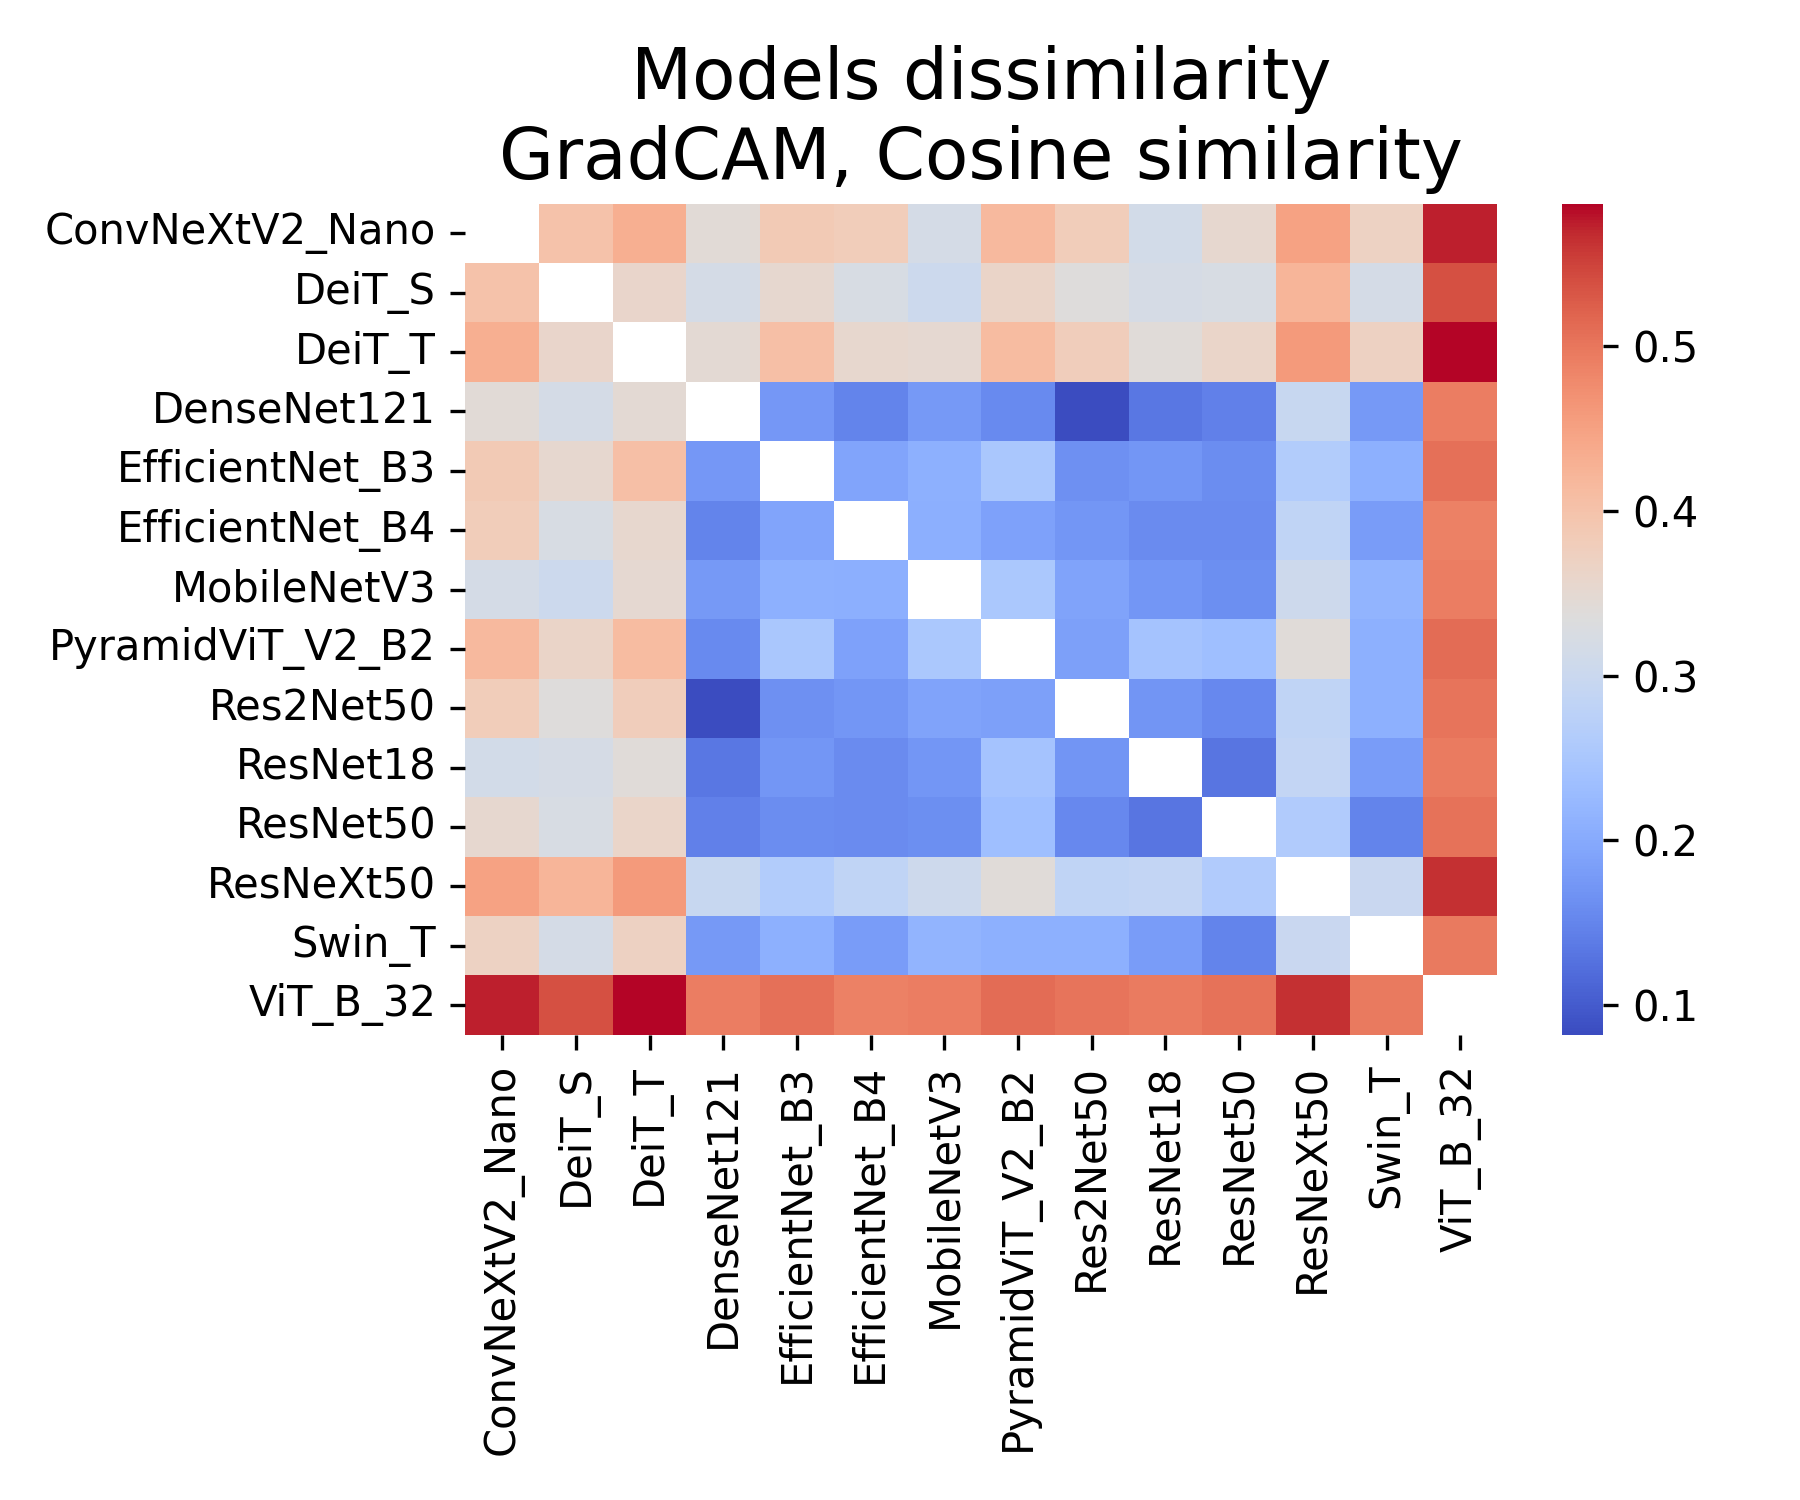 Models dissimilarity
GradCAM, Cosine similarity
ConvNeXtV2_Nano
DeiT_S
DeiT_T
DenseNet121
EfficientNet_B3
EfficientNet_B4
MobileNetV3
PyramidViT_V2_B2
Res2Net50
ResNet18
ResNet50
ResNeXt50
Swin_T
ViT_B_32
ConvNeXtV2_Nano
DeiT_S
DeiT_T
DenseNet121
EfficientNet_B3
EfficientNet_B4
MobileNetV3
PyramidViT_V2_B2
Res2Net50
ResNet18
ResNet50
ResNeXt50
Swin_T
ViT_B_32
0.5
0.4
0.3
0.2
0.1